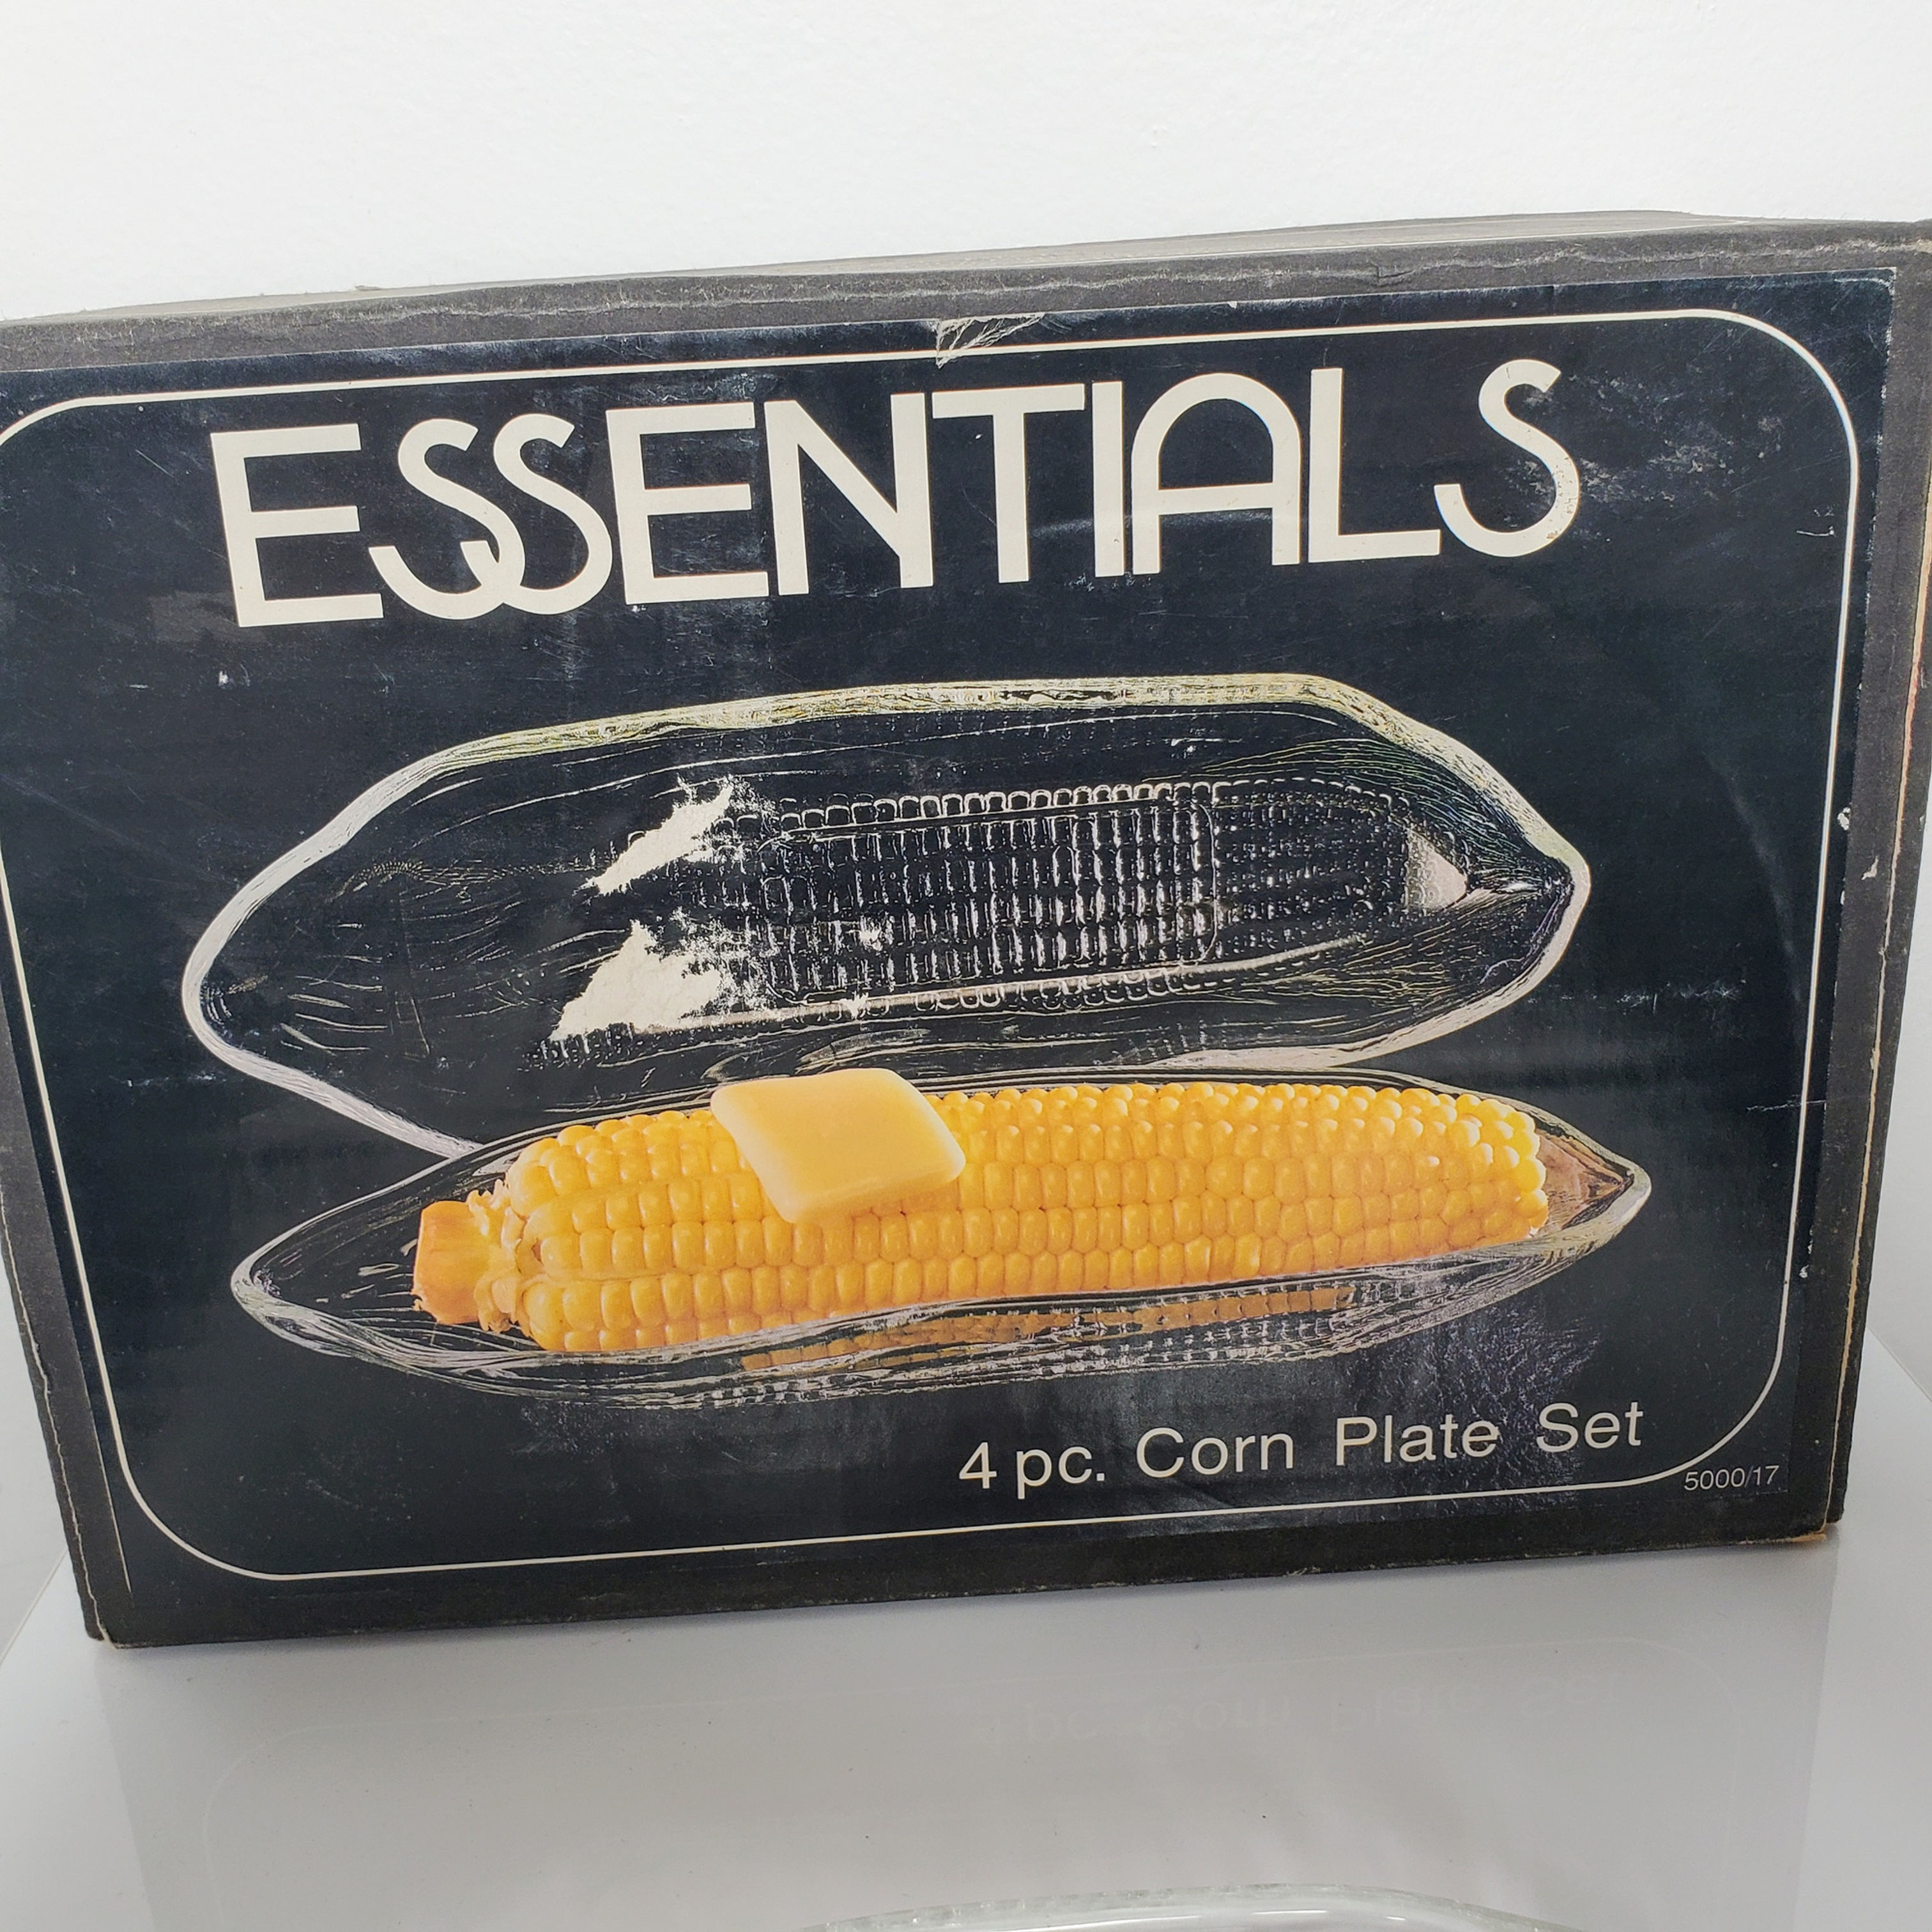 ESSENTIALS
4 pc. Corn Plate Set
5000/17